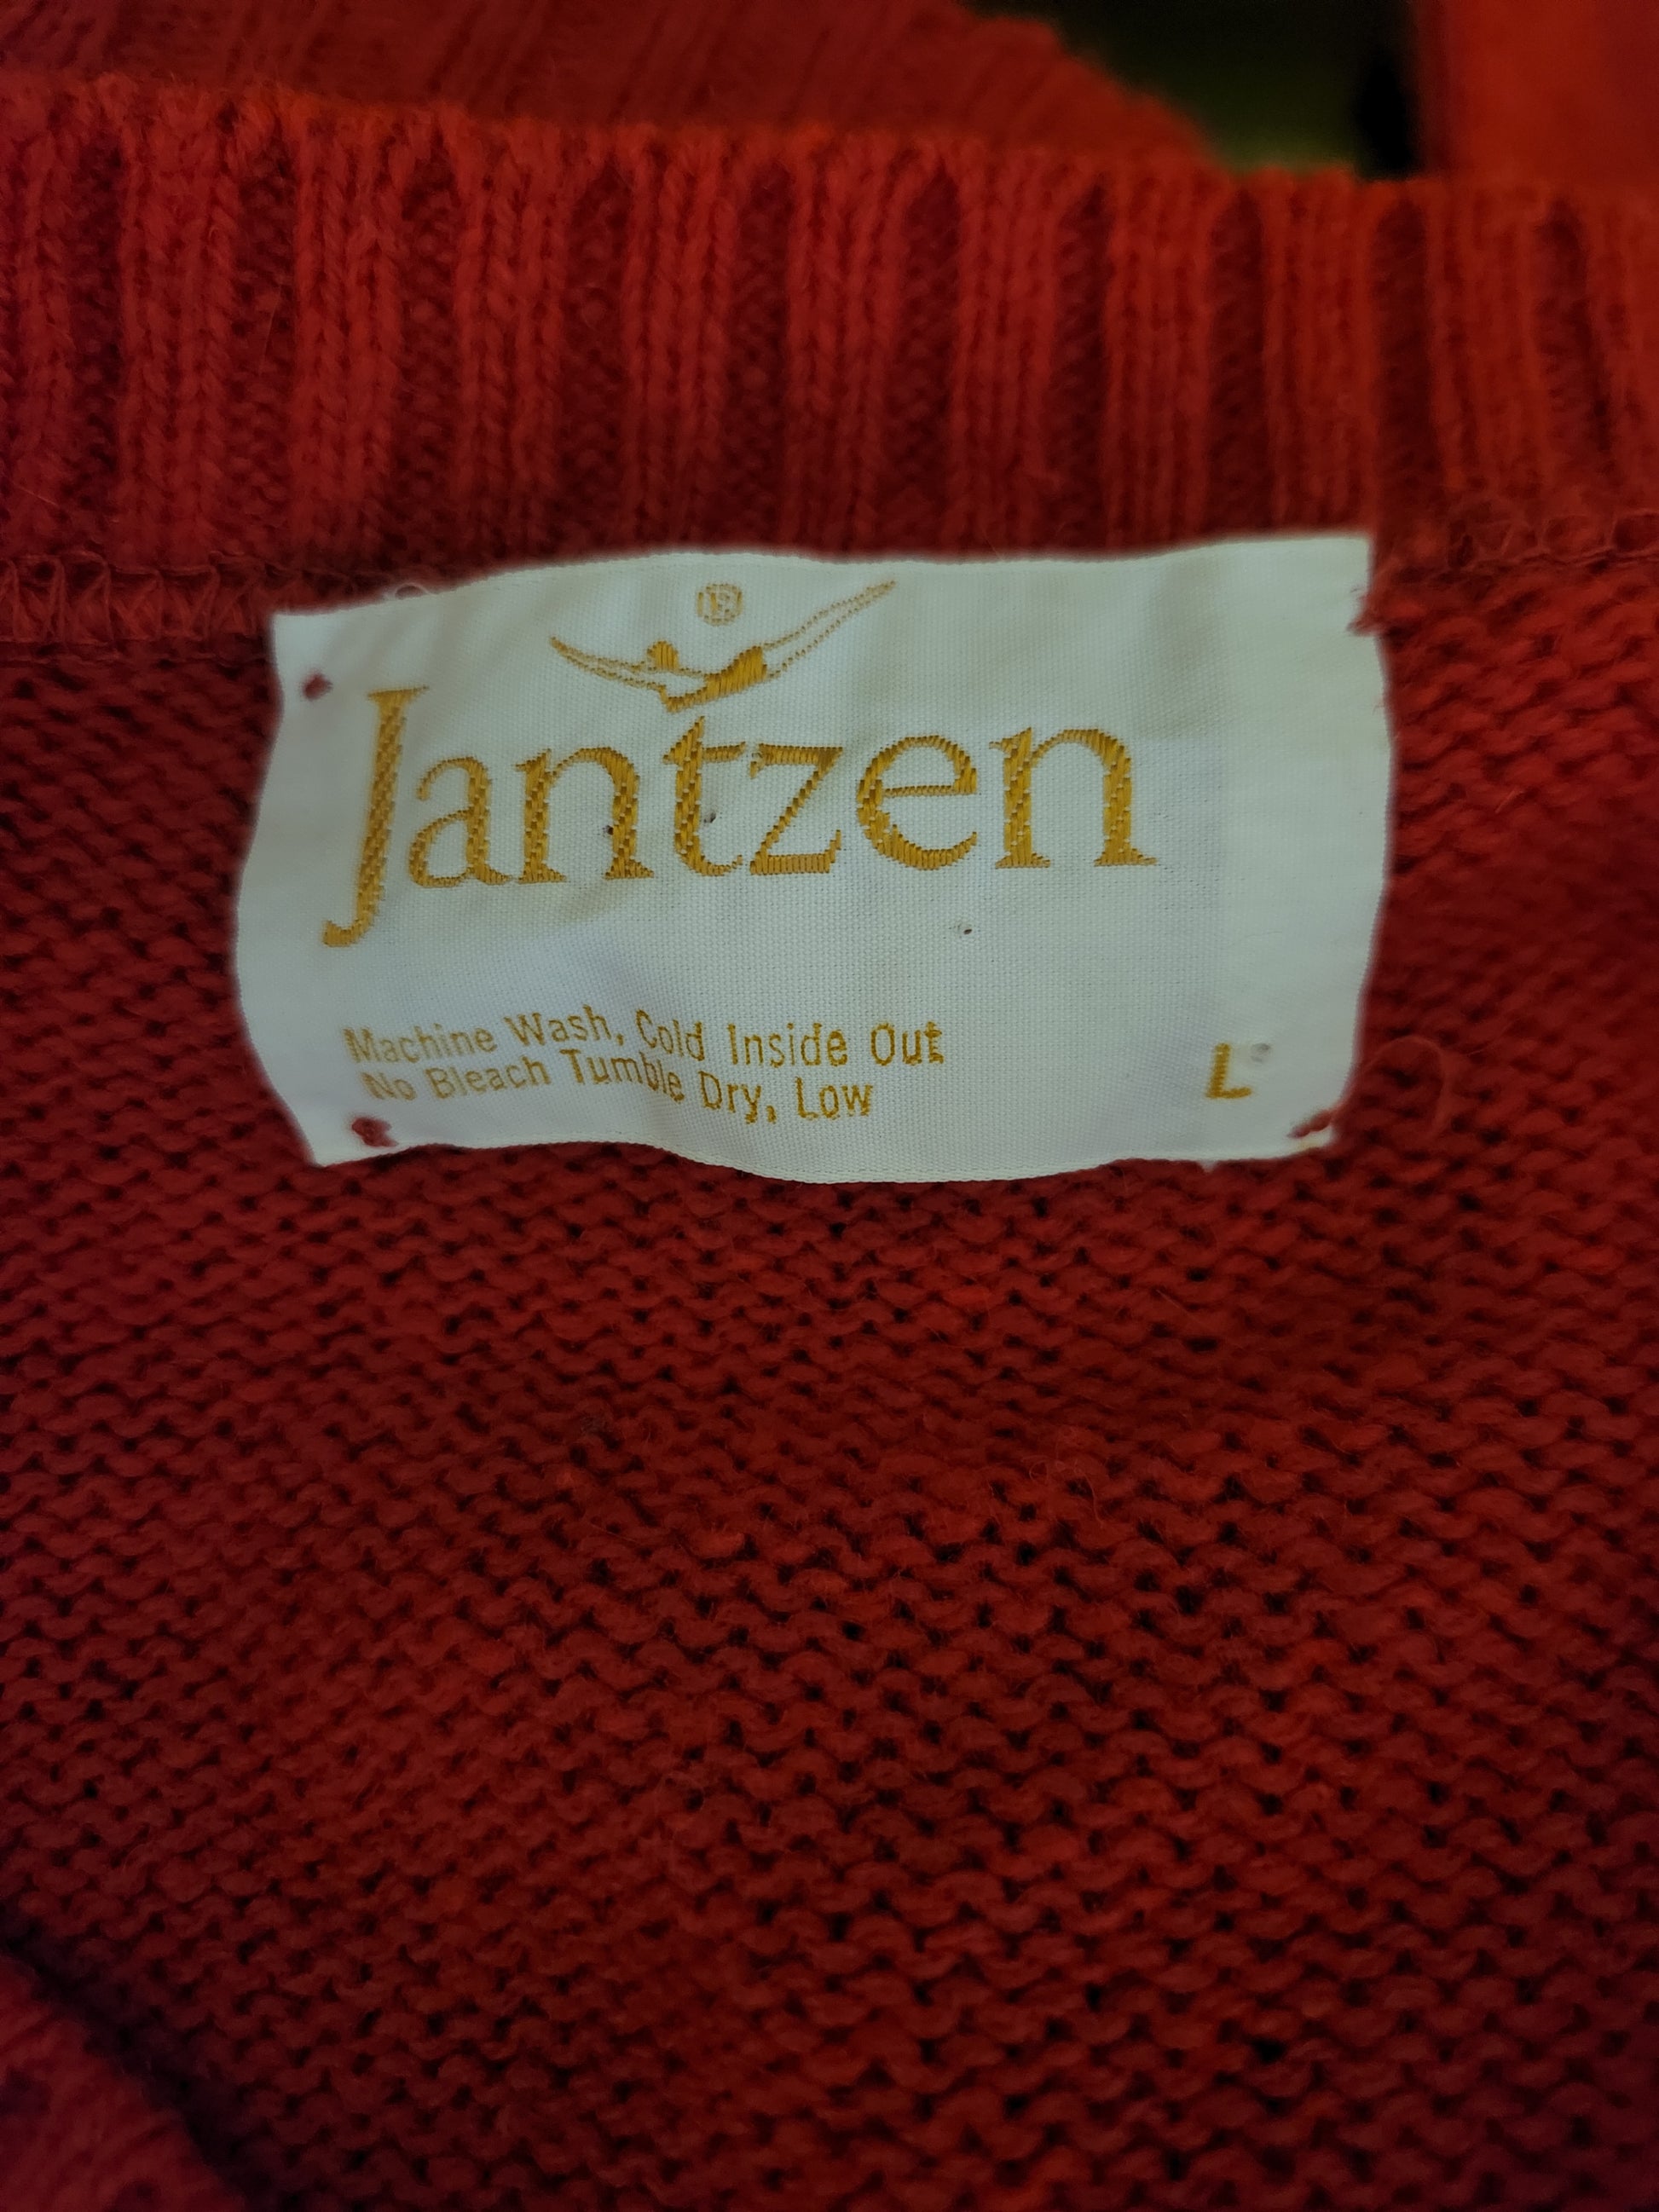 ®
Jantzen
Machine Wash, Cold Inside Out
No Bleach Tumble Dry, Low
L